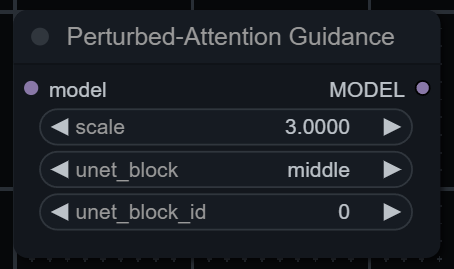 Perturbed-Attention Guidance
model MODEL
scale 3.0000
unet_block middle
unet_block_id 0